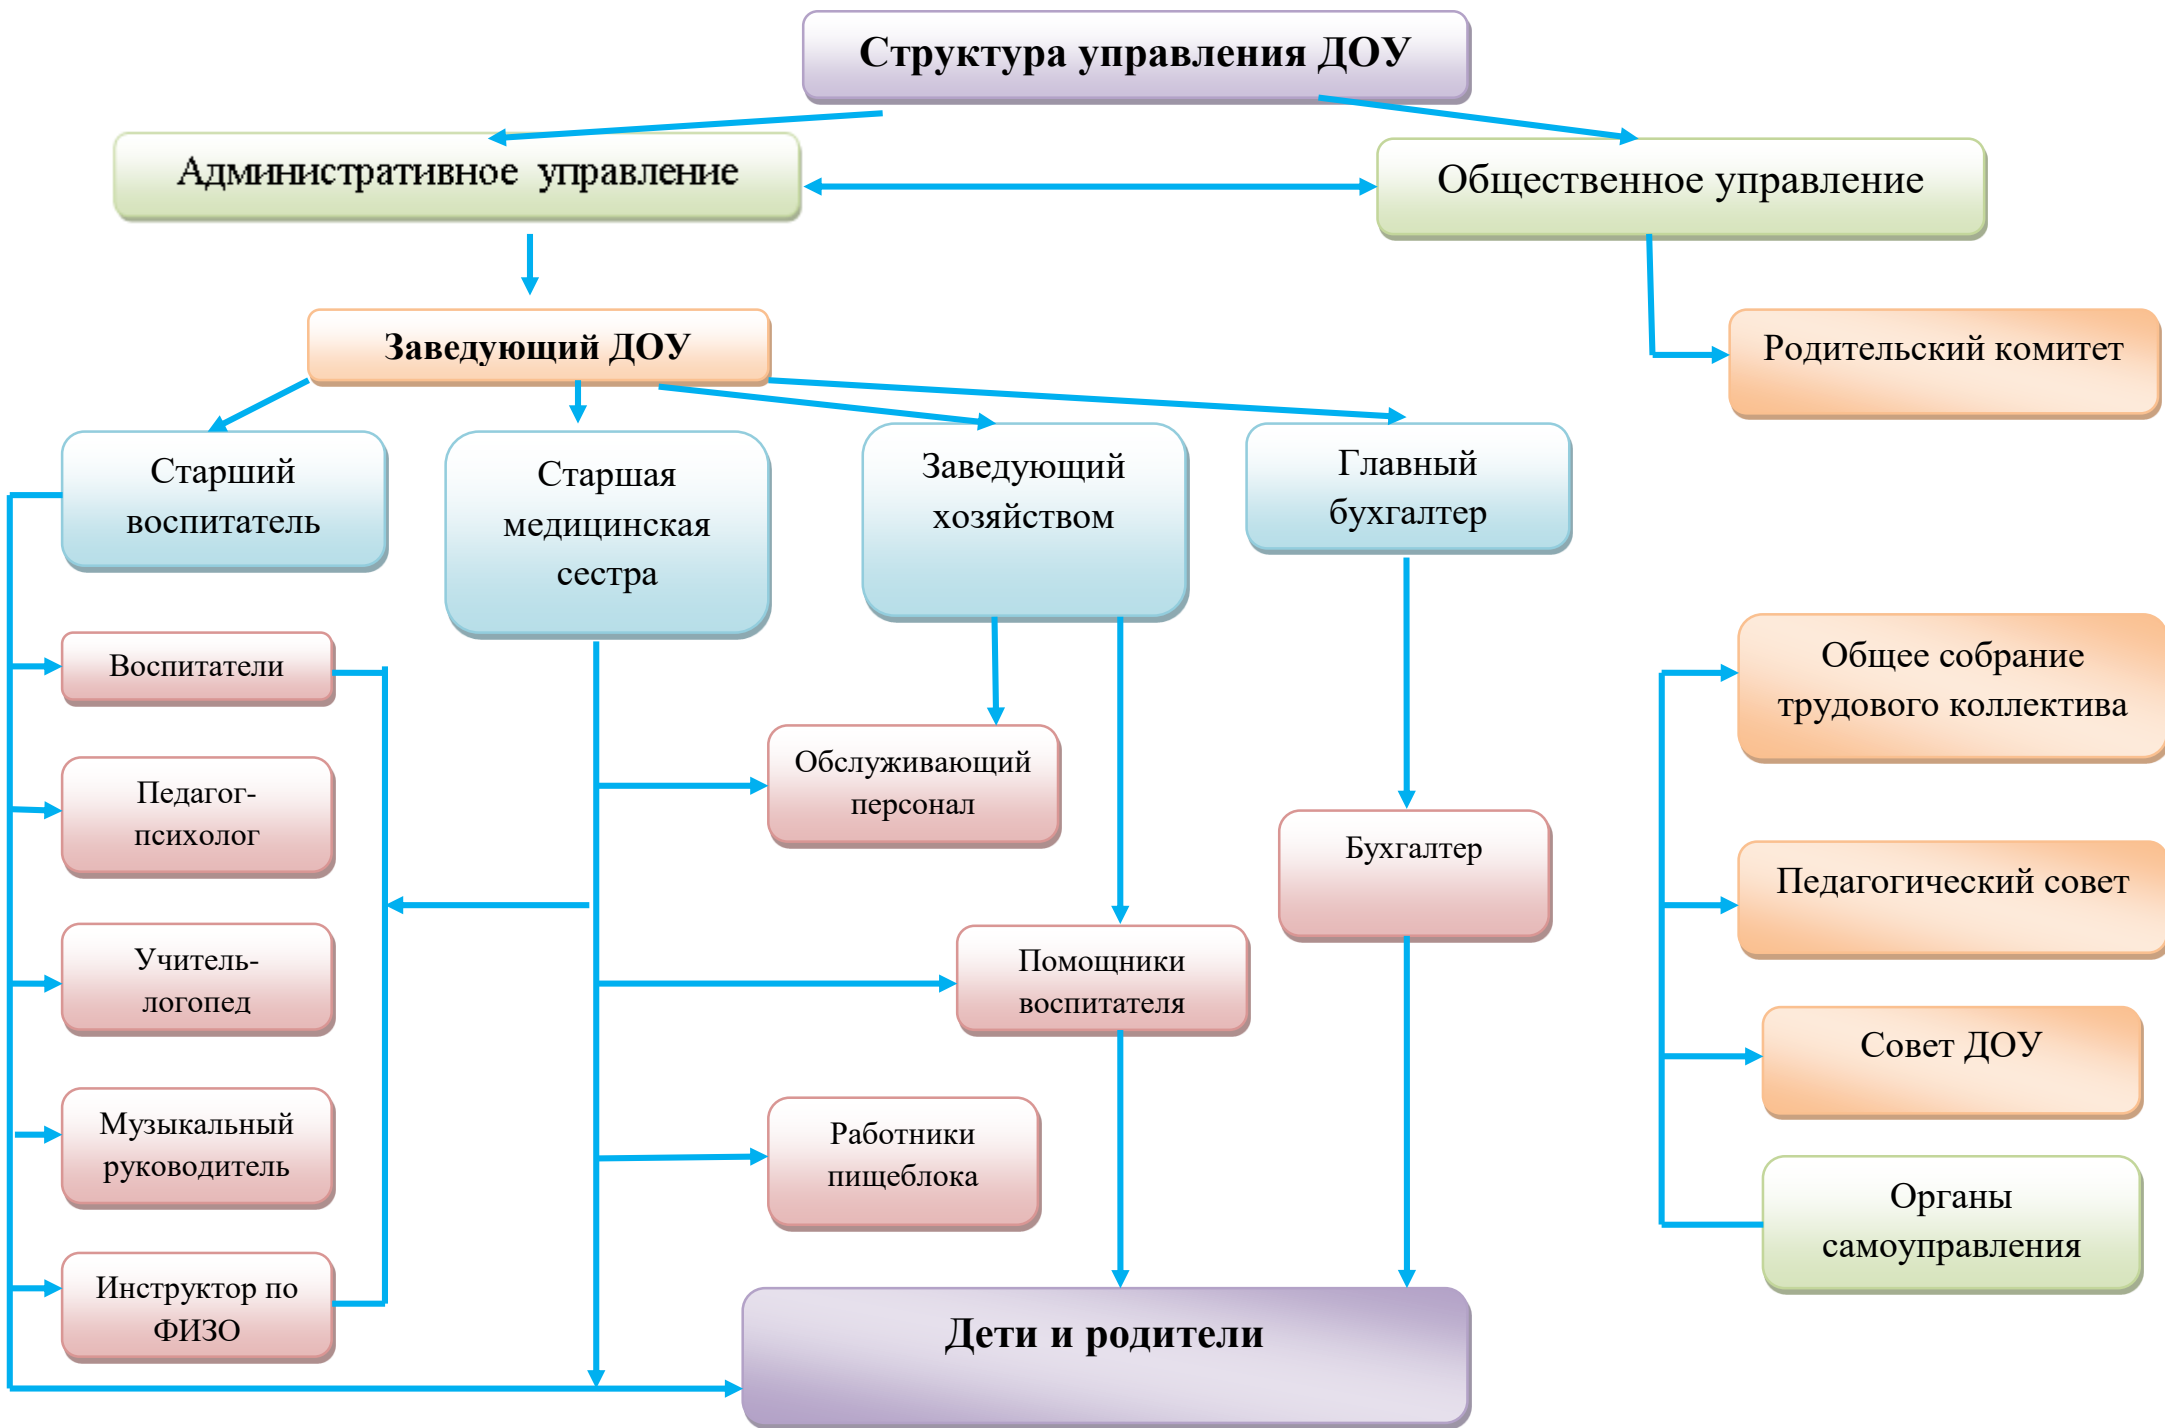 Структура управления ДОУ
Административное управление
Общественное управление
Заведующий ДОУ
Родительский комитет
Старший
воспитатель
Старшая
медицинская
сестра
Заведующий
хозяйством
Главный
бухгалтер
Воспитатели
Общее собрание
трудового коллектива
Педагог-
психолог
Обслуживающий
персонал
Бухгалтер
Педагогический совет
Учитель-
логопед
Помощники
воспитателя
Совет ДОУ
Музыкальный
руководитель
Работники
пищеблока
Органы
самоуправления
Инструктор по
ФИЗО
Дети и родители